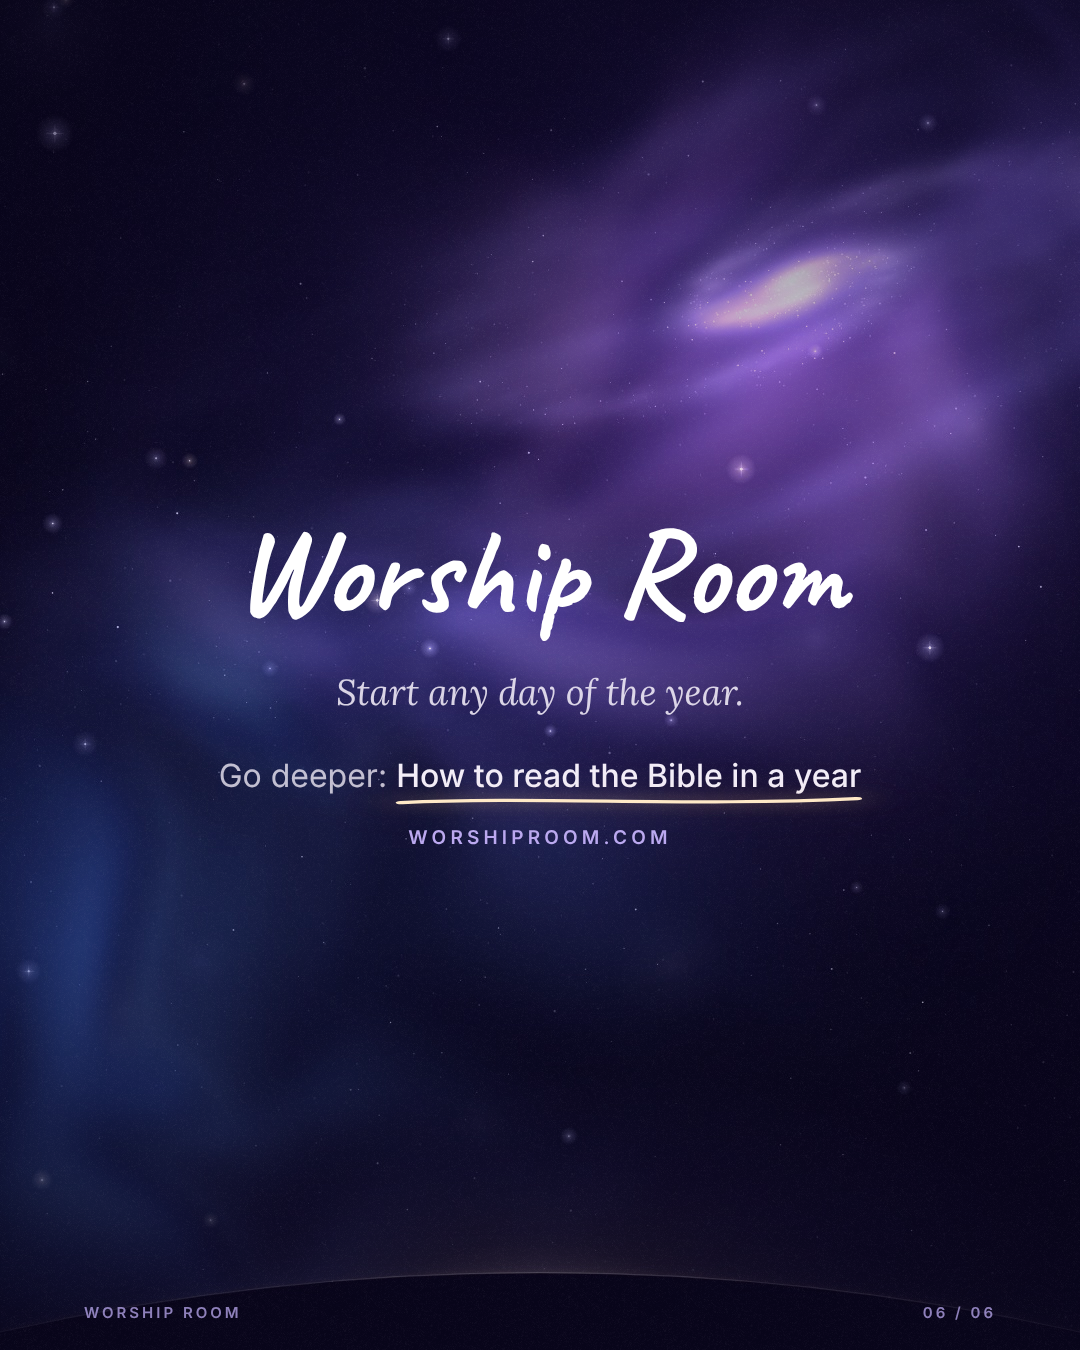 Worship Room
Start any day of the year.
Go deeper: How to read the Bible in a year
WORSHIPROOM.COM
WORSHIP ROOM
06 / 06